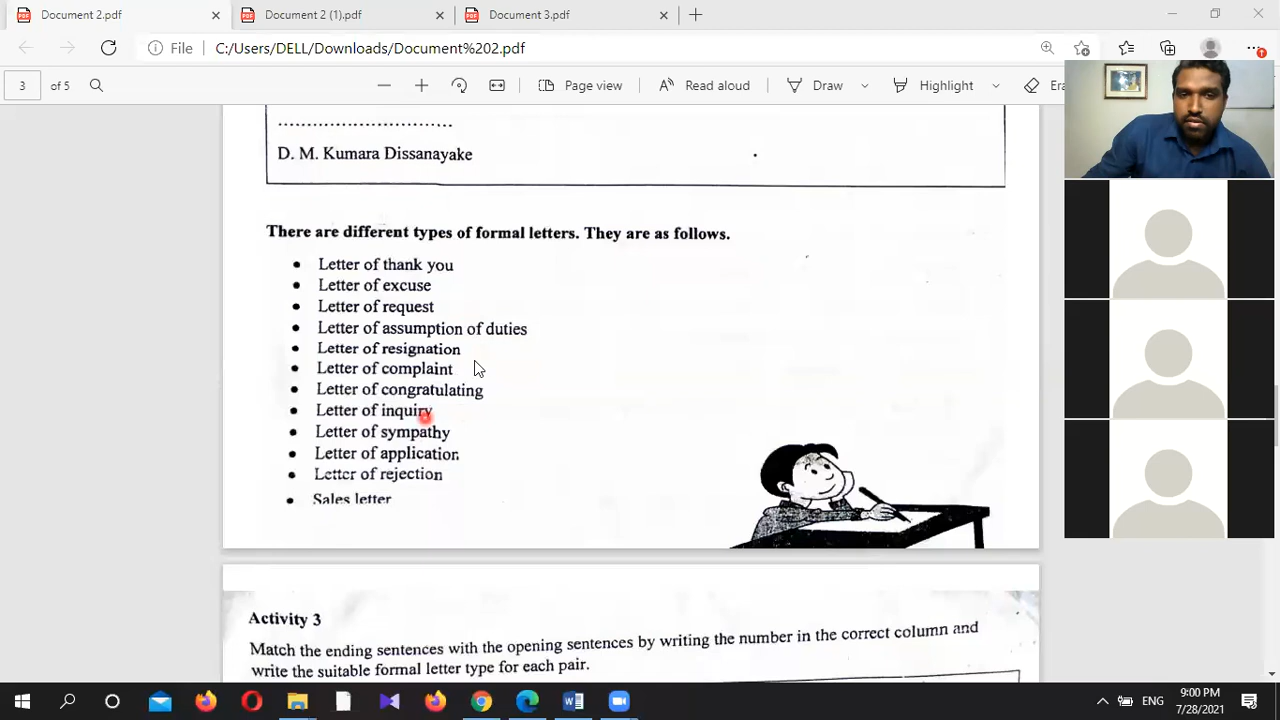 Document 2.pdf
Document 2 (1).pdf
Document 3.pdf
File
C:/Users/DELL/Downloads/Document%202.pdf
3 of 5
Page view
Read aloud
Draw
Highlight
Era
..............................
D. M. Kumara Dissanayake
There are different types of formal letters. They are as follows.
• Letter of thank you
• Letter of excuse
• Letter of request
• Letter of assumption of duties
• Letter of resignation
• Letter of complaint
• Letter of congratulating
• Letter of inquiry
• Letter of sympathy
• Letter of application
• Letter of rejection
• Sales letter
Activity 3
Match the ending sentences with the opening sentences by writing the number in the correct column and
write the suitable formal letter type for each pair.
ENG
9:00 PM
7/28/2021